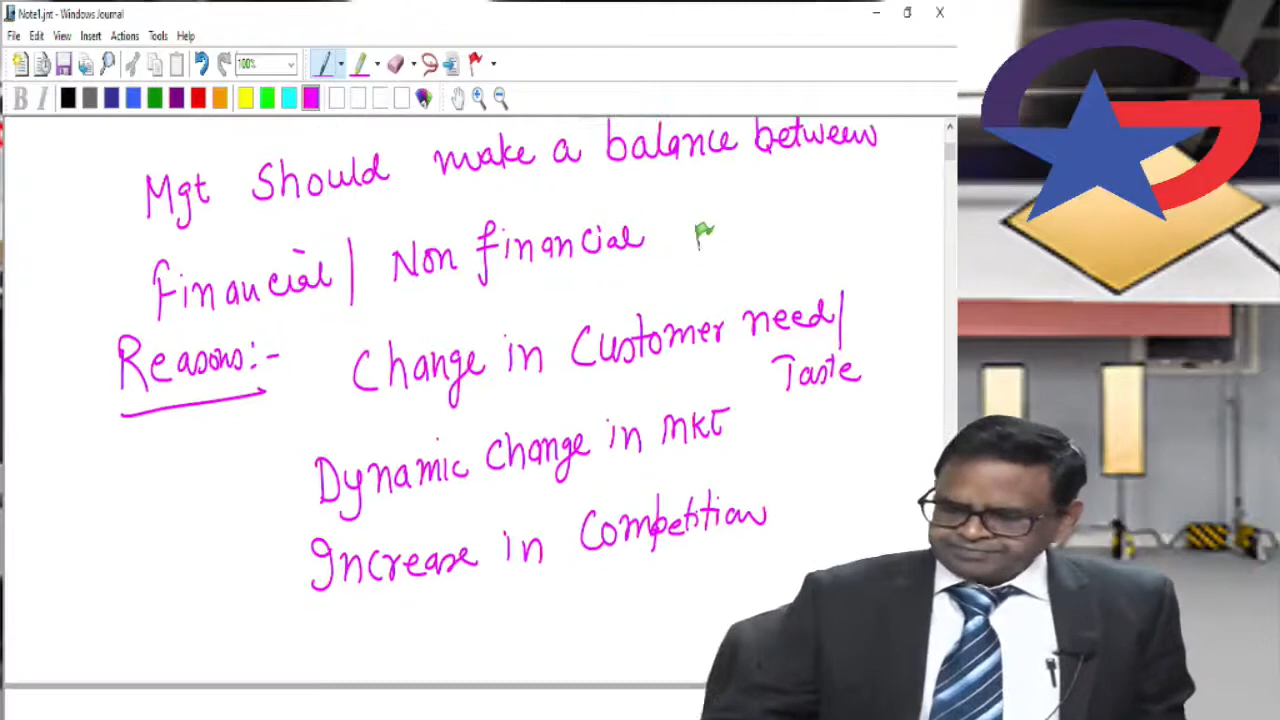 Note1.jnt - Windows Journal
File Edit View Insert Actions Tools Help
100%
B I
Mgt Should make a balance between
Financial/ Non financial
Reasons:- Change in Customer need/
Taste
Dynamic change in mkt
Increase in Competition